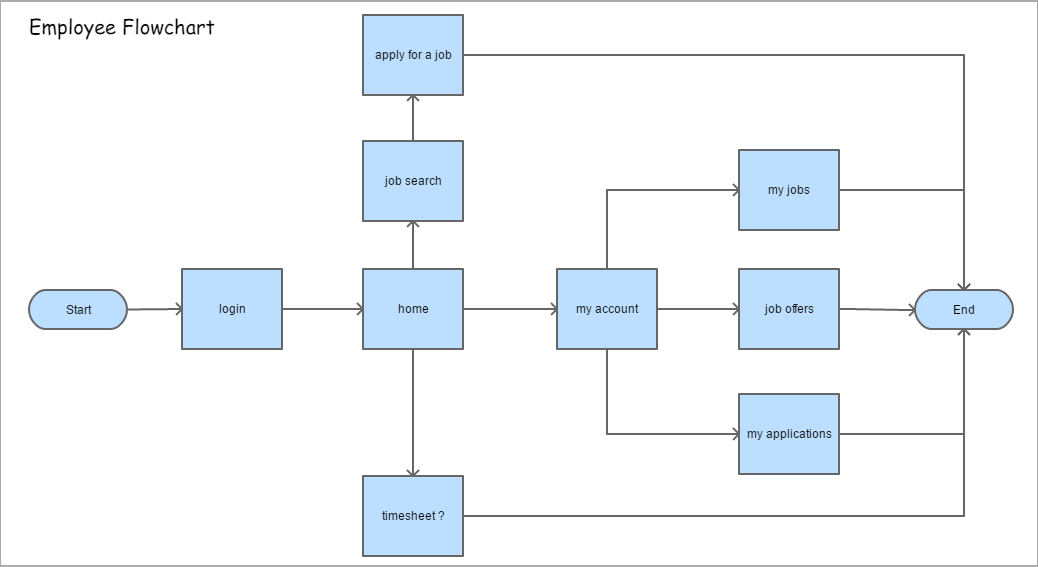 Employee Flowchart
apply for a job
job search
my jobs
Start
login
home
my account
job offers
End
my applications
timesheet ?